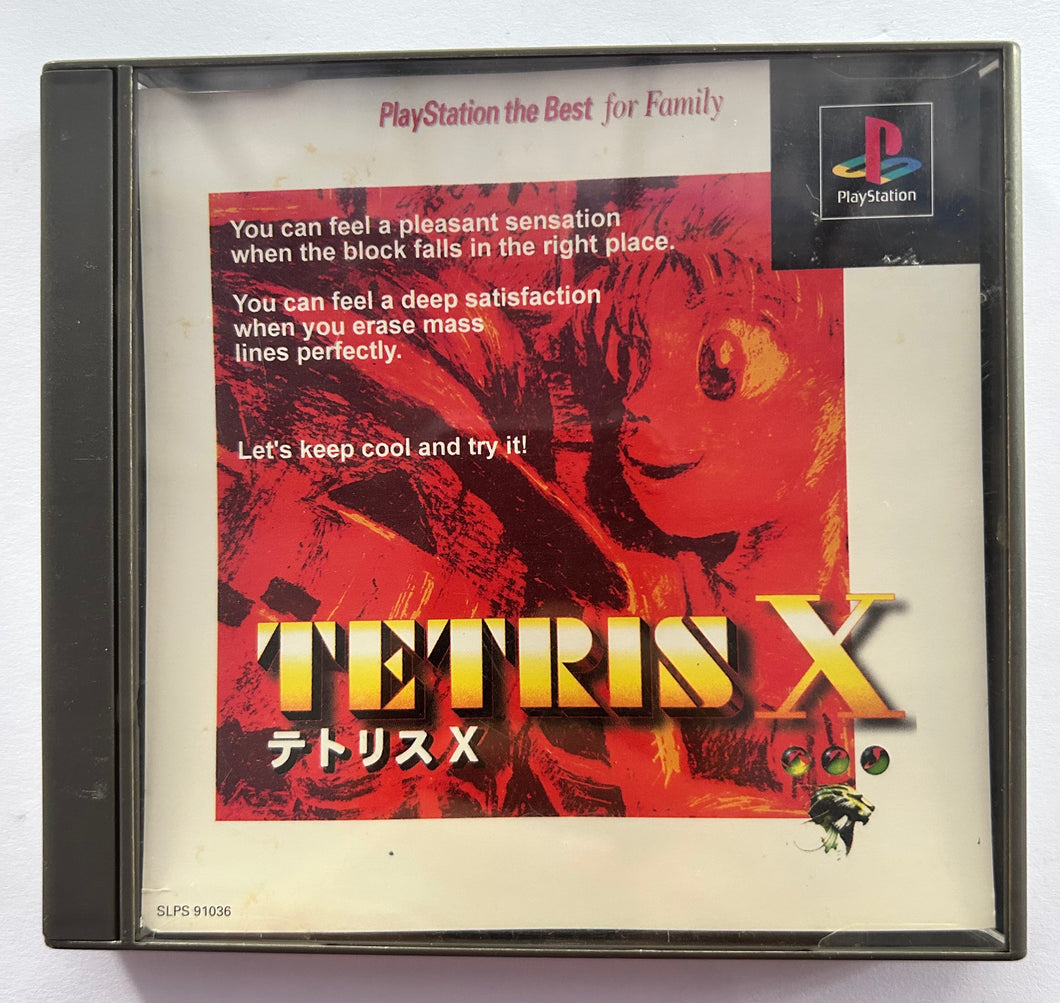 PlayStation the Best for Family
PlayStation
You can feel a pleasant sensation
when the block falls in the right place.
You can feel a deep satisfaction
when you erase mass
lines perfectly.
Let's keep cool and try it!
TETRIS X
テトリス X
SLPS 91036